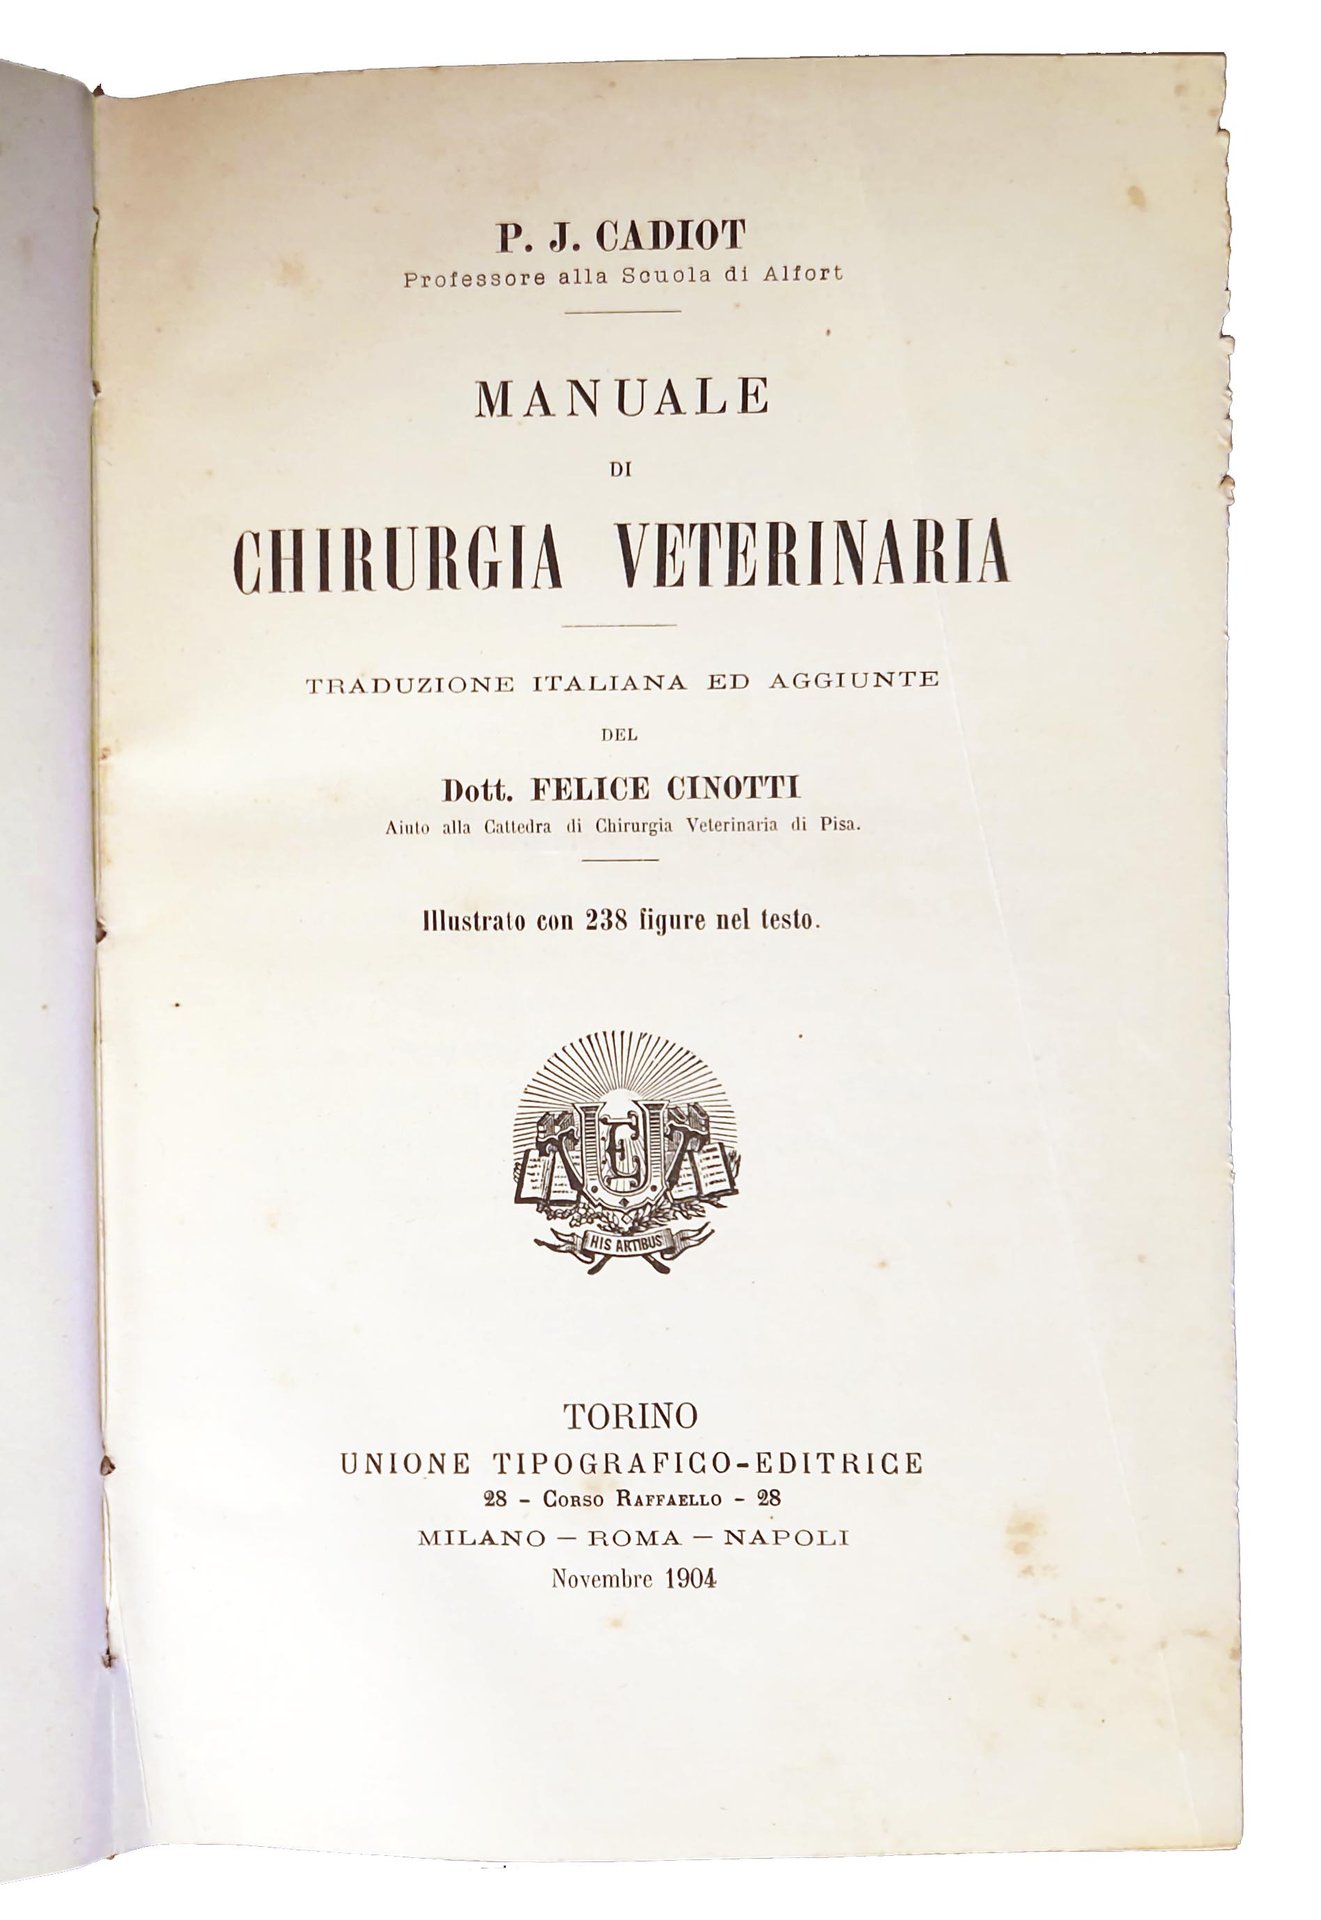 P. J. CADIOT
Professore alla Scuola di Alfort
MANUALE
DI
CHIRURGIA VETERINARIA
TRADUZIONE ITALIANA ED AGGIUNTE
DEL
Dott. FELICE CINOTTI
Aiuto alla Cattedra di Chirurgia Veterinaria di Pisa.
Illustrato con 238 figure nel testo.
UTET
HIS ARTIBUS
TORINO
UNIONE TIPOGRAFICO-EDITRICE
28 - CORSO RAFFAELLO - 28
MILANO — ROMA — NAPOLI
Novembre 1904